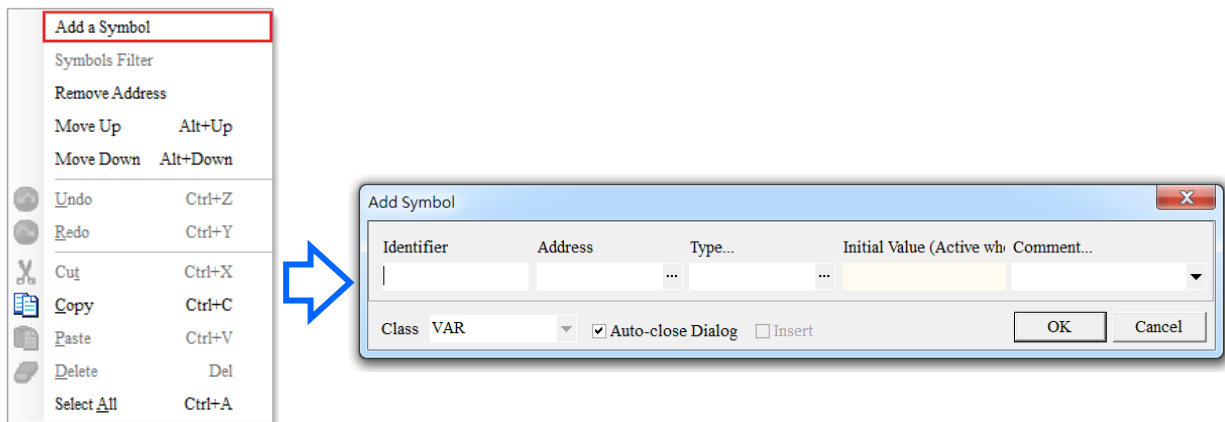 Add a Symbol
Symbols Filter
Remove Address
Move Up Alt+Up
Move Down Alt+Down
Undo Ctrl+Z
Redo Ctrl+Y
Cut Ctrl+X
Copy Ctrl+C
Paste Ctrl+V
Delete Del
Select All Ctrl+A
Add Symbol X
Identifier Address Type... Initial Value (Active whe Comment...
... ...
Class VAR Auto-close Dialog Insert OK Cancel